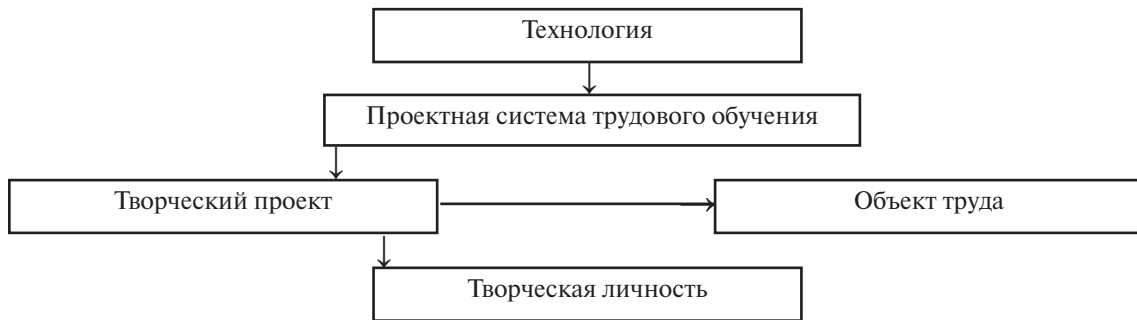 Технология
Проектная система трудового обучения
Творческий проект
Объект труда
Творческая личность